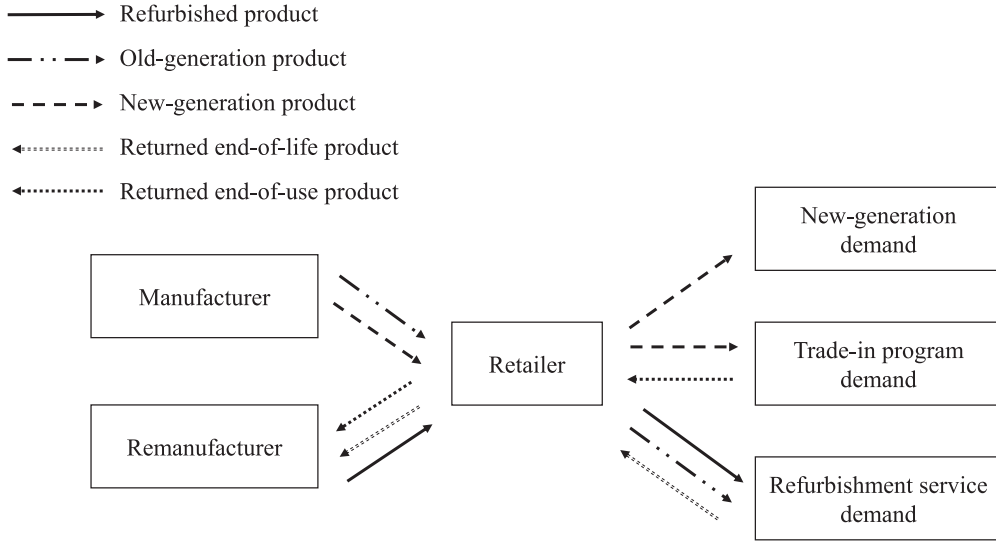 Refurbished product
Old-generation product
New-generation product
Returned end-of-life product
Returned end-of-use product
New-generation
demand
Manufacturer
Retailer
Trade-in program
demand
Remanufacturer
Refurbishment service
demand